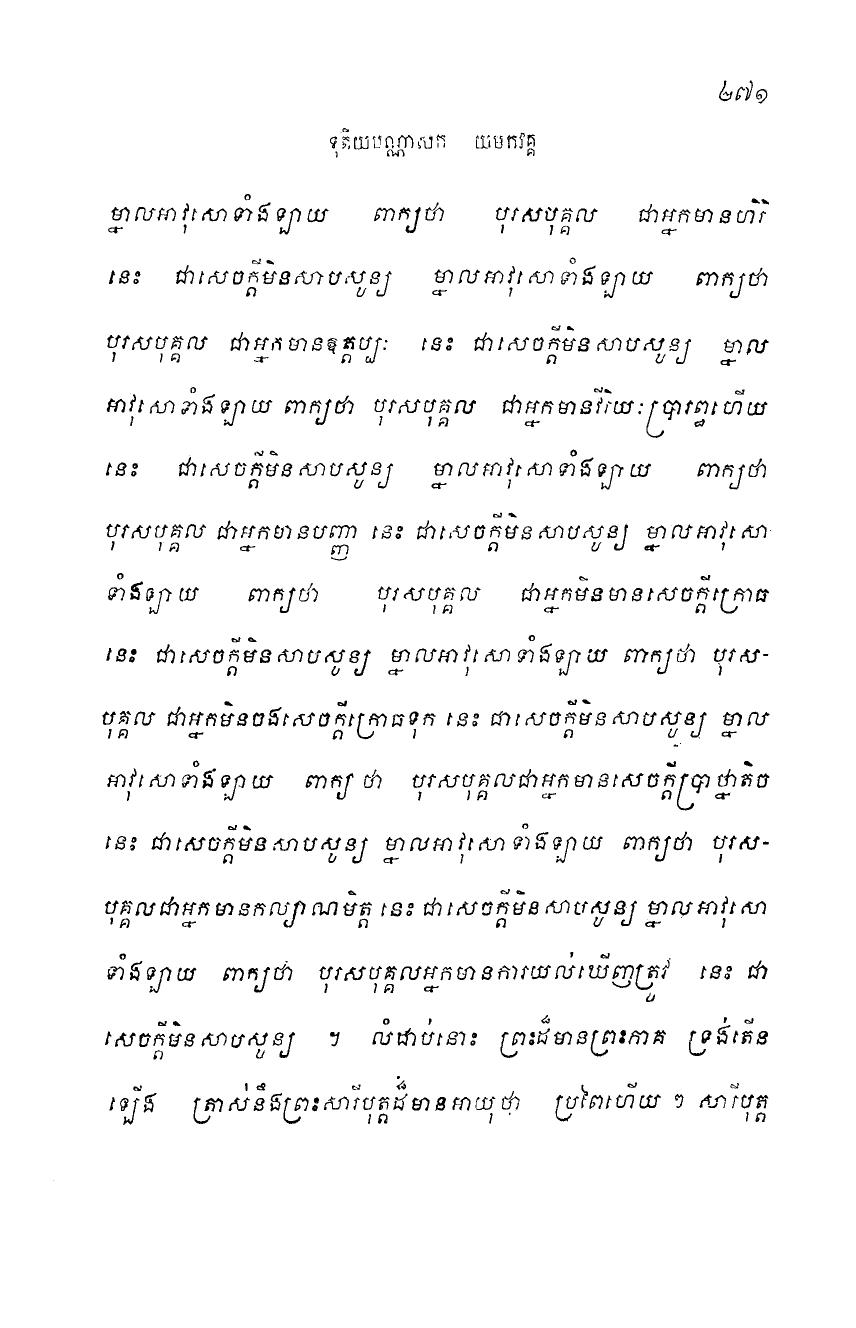 ២៧១
ទុតិយបណ្ណាសក យមកវគ្គ
ម្នាលអាវុសោទាំងឡាយ ពាក្យថា បុរសបុគ្គល ជាអ្នកមានហិរិ
នេះ ជាសេចក្តីមិនសាបសូន្យ ម្នាលអាវុសោទាំងឡាយ ពាក្យថា
បុរសបុគ្គល ជាអ្នកមានឱត្តប្បៈ នេះ ជាសេចក្តីមិនសាបសូន្យ ម្នាល
អាវុសោទាំងឡាយ ពាក្យថា បុរសបុគ្គល ជាអ្នកមានវីរិយៈប្រារព្ធហើយ
នេះ ជាសេចក្តីមិនសាបសូន្យ ម្នាលអាវុសោទាំងឡាយ ពាក្យថា
បុរសបុគ្គល ជាអ្នកមានបញ្ញា នេះ ជាសេចក្តីមិនសាបសូន្យ ម្នាលអាវុសោ
ទាំងឡាយ ពាក្យថា បុរសបុគ្គល ជាអ្នកមិនមានសេចក្តីក្រោធ
នេះ ជាសេចក្តីមិនសាបសូន្យ ម្នាលអាវុសោទាំងឡាយ ពាក្យថា បុរស-
បុគ្គល ជាអ្នកមិនចងសេចក្តីក្រោធទុក នេះ ជាសេចក្តីមិនសាបសូន្យ ម្នាល
អាវុសោទាំងឡាយ ពាក្យថា បុរសបុគ្គលជាអ្នកមានសេចក្តីប្រាថ្នាតិច
នេះ ជាសេចក្តីមិនសាបសូន្យ ម្នាលអាវុសោទាំងឡាយ ពាក្យថា បុរស-
បុគ្គលជាអ្នកមានកល្យាណមិត្ត នេះ ជាសេចក្តីមិនសាបសូន្យ ម្នាលអាវុសោ
ទាំងឡាយ ពាក្យថា បុរសបុគ្គលអ្នកមានការយល់ឃើញត្រូវ នេះ ជា
សេចក្តីមិនសាបសូន្យ ។ លំដាប់នោះ ព្រះដ៏មានព្រះភាគ ទ្រង់តើន
ឡើង ត្រាស់នឹងព្រះសារីបុត្តដ៏មានអាយុថា ប្រពៃហើយ ៗ សារីបុត្ត